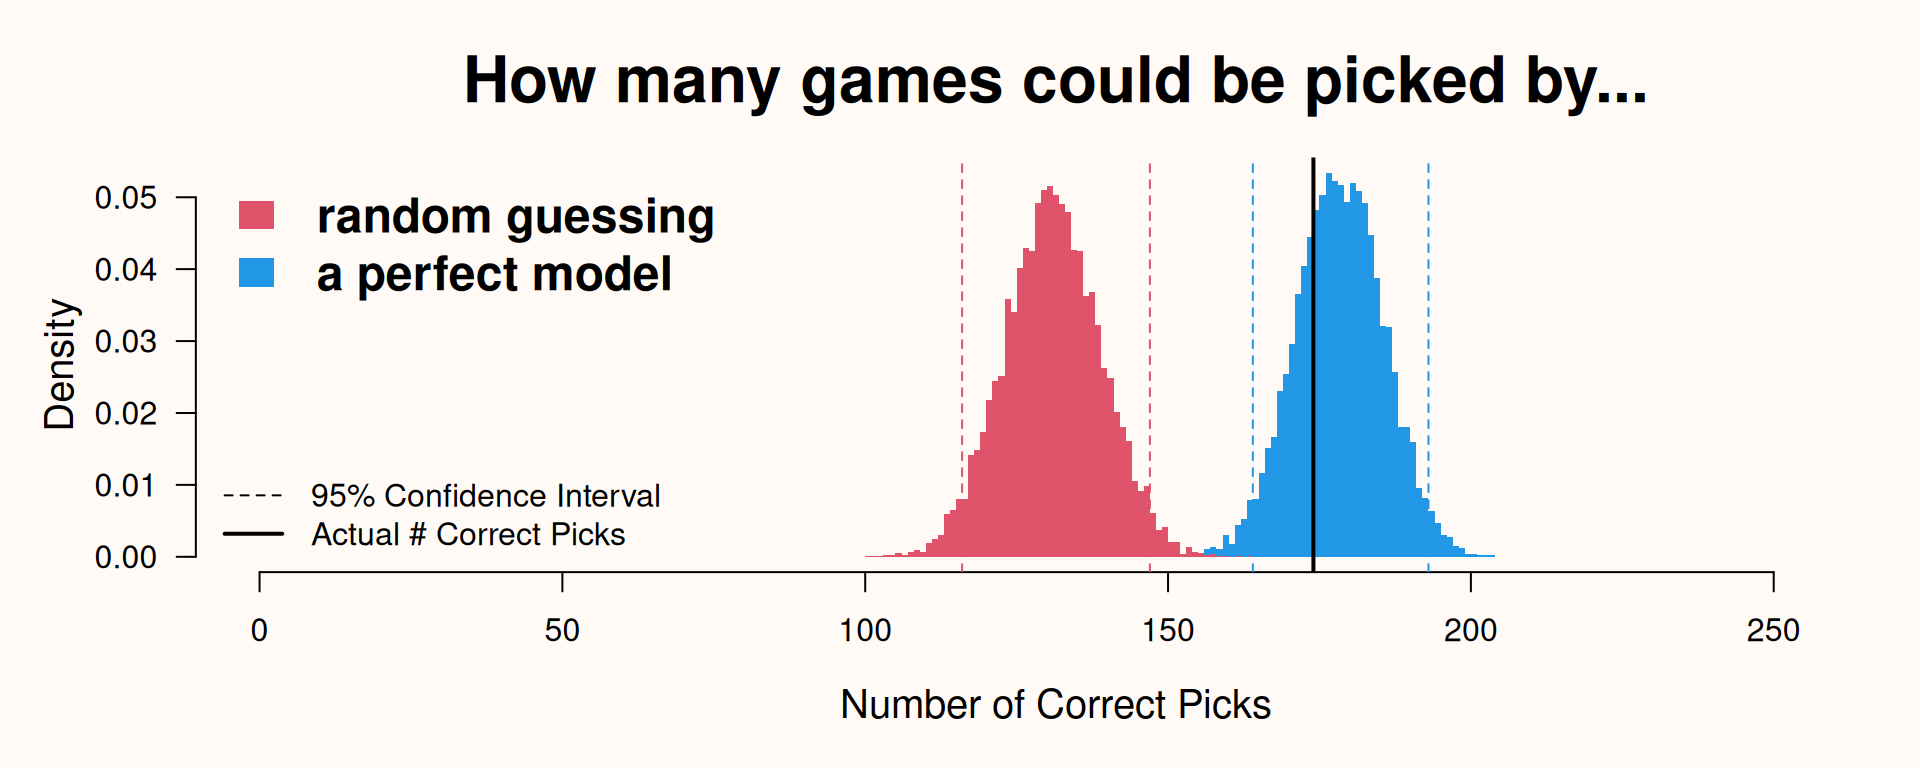 How many games could be picked by...
random guessing
a perfect model
Density
0.05
0.04
0.03
0.02
0.01
0.00
95% Confidence Interval
Actual # Correct Picks
0 50 100 150 200 250
Number of Correct Picks